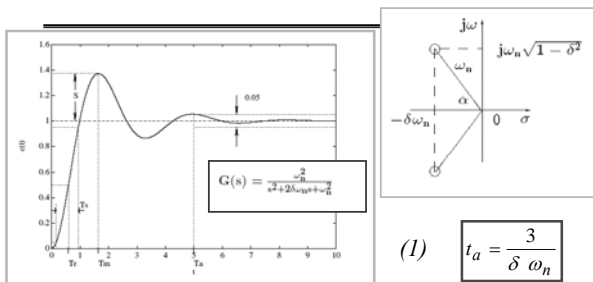 1.6
1.4
1.2
1
0.8
0.6
0.4
0.2
0
c(t)
S
0.05
Ts
G(s) = ωn² / (s²+2δωns+ωn²)
0 1 2 3 4 5 6 7 8 9 10
Tr Tm Ta
t
jω
jωn√1 − δ²
ωn
α
−δωn 0 σ
(1) ta = 3 / (δ ωn)